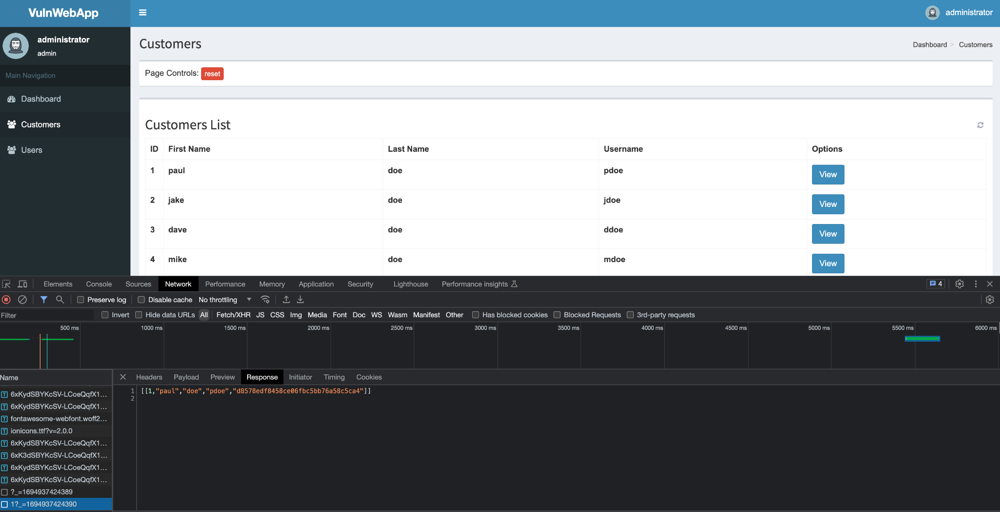 VulnWebApp
administrator
administrator
admin
Main Navigation
Dashboard
Customers
Users
Customers
Dashboard > Customers
Page Controls: reset
Customers List
ID First Name Last Name Username Options
1 paul doe pdoe View
2 jake doe jdoe View
3 dave doe ddoe View
4 mike doe mdoe View
Elements Console Sources Network Performance Memory Application Security Lighthouse Performance insights 4
Preserve log Disable cache No throttling
Filter Invert Hide data URLs All Fetch/XHR JS CSS Img Media Font Doc WS Wasm Manifest Other Has blocked cookies Blocked Requests 3rd-party requests
500 ms 1000 ms 1500 ms 2000 ms 2500 ms 3000 ms 3500 ms 4000 ms 4500 ms 5000 ms 5500 ms 6000 ms
Name
6xKydSBYKcSV-LCoeQqfX1...
6xKydSBYKcSV-LCoeQqfX1...
fontawesome-webfont.woff2...
ionicons.ttf?v=2.0.0
6xKydSBYKcSV-LCoeQqfX1...
6xK3dSBYKcSV-LCoeQqfX1...
6xKydSBYKcSV-LCoeQqfX1...
6xKydSBYKcSV-LCoeQqfX1...
?_=1694937424389
1?_=1694937424390
Headers Payload Preview Response Initiator Timing Cookies
1 [[1,"paul","doe","pdoe","d8578edf8458ce06fbc5bb76a58c5ca4"]]
2